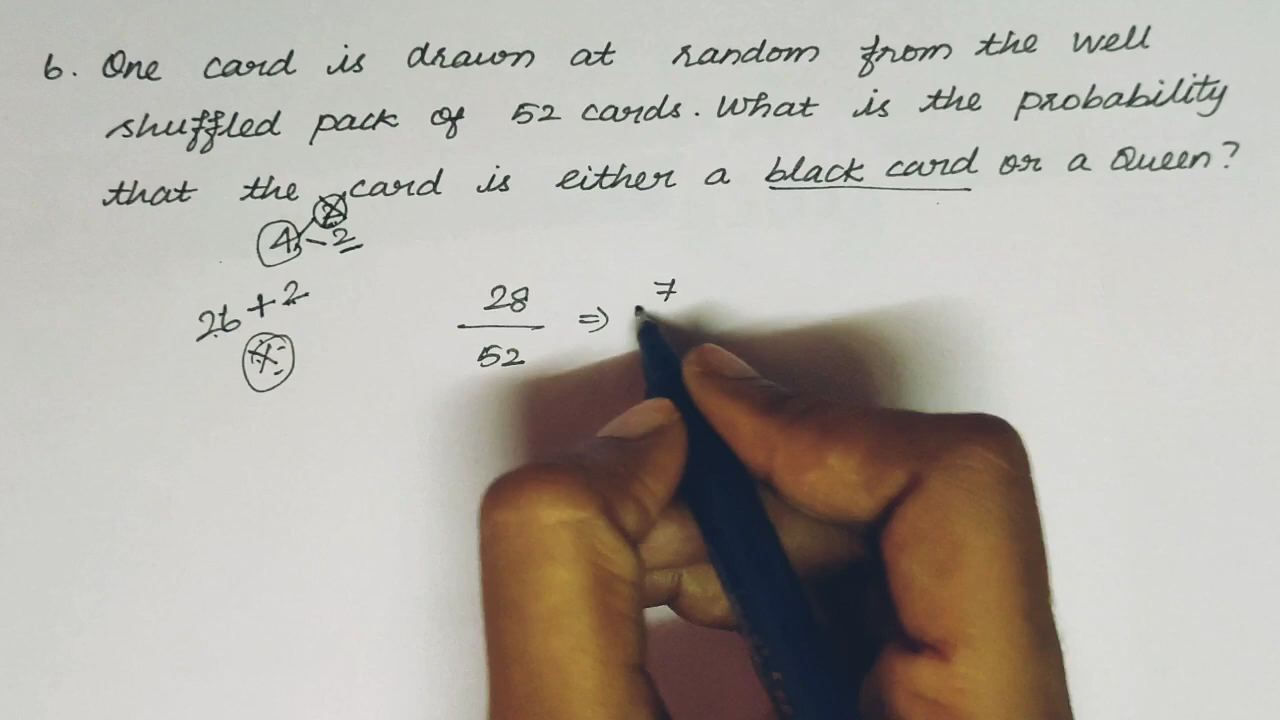 6. One card is drawn at random from the well
shuffled pack of 52 cards. What is the probability
that the card is either a black card or a Queen?
2
4 - 2
26 + 2
28
52
⇒ 7